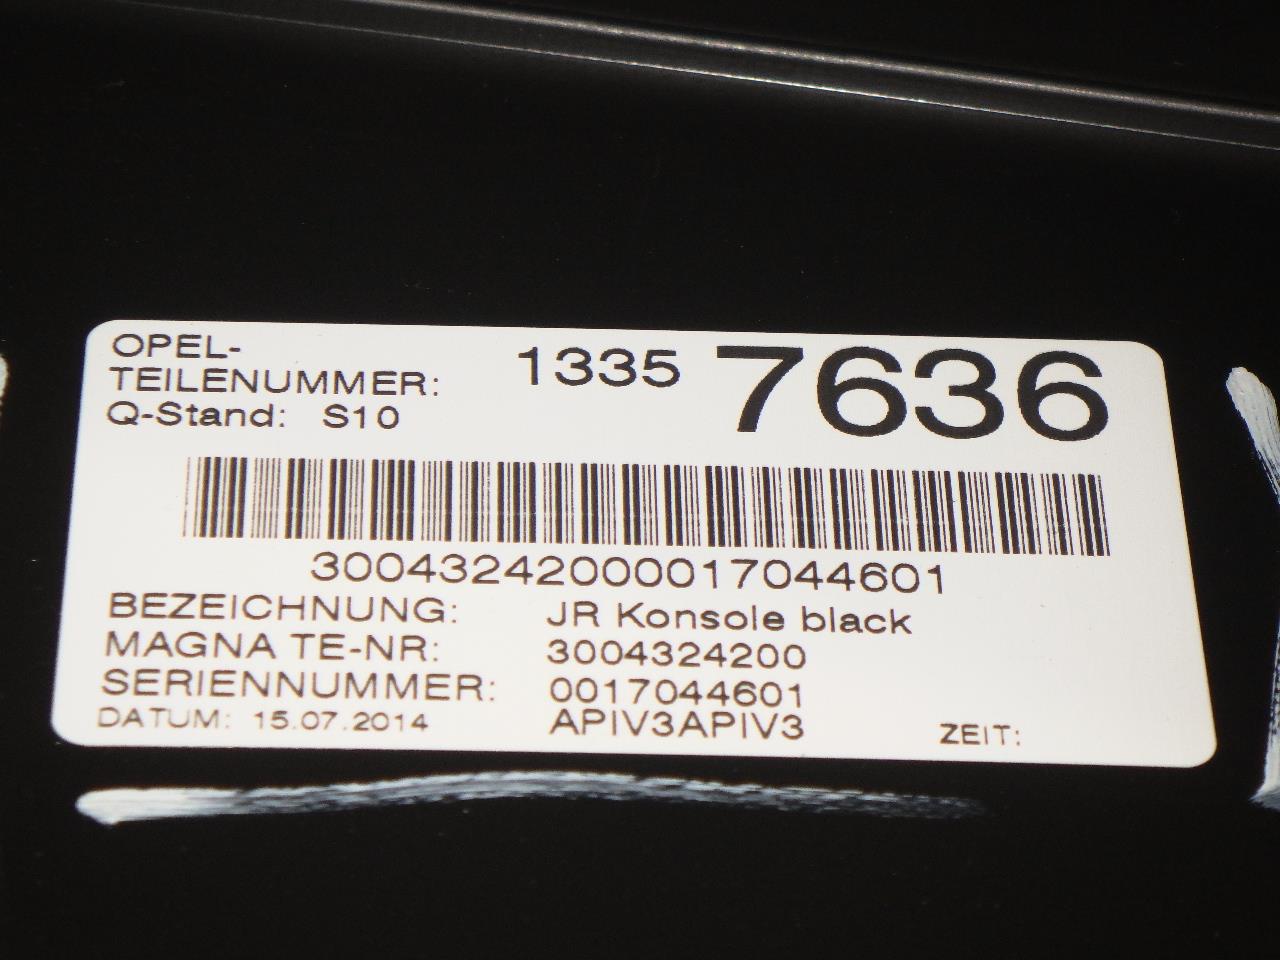 OPEL-
TEILENUMMER: 1335 7636
Q-Stand: S10
30043242000017044601
BEZEICHNUNG: JR Konsole black
MAGNA TE-NR: 3004324200
SERIENNUMMER: 0017044601
DATUM: 15.07.2014 APIV3APIV3 ZEIT: